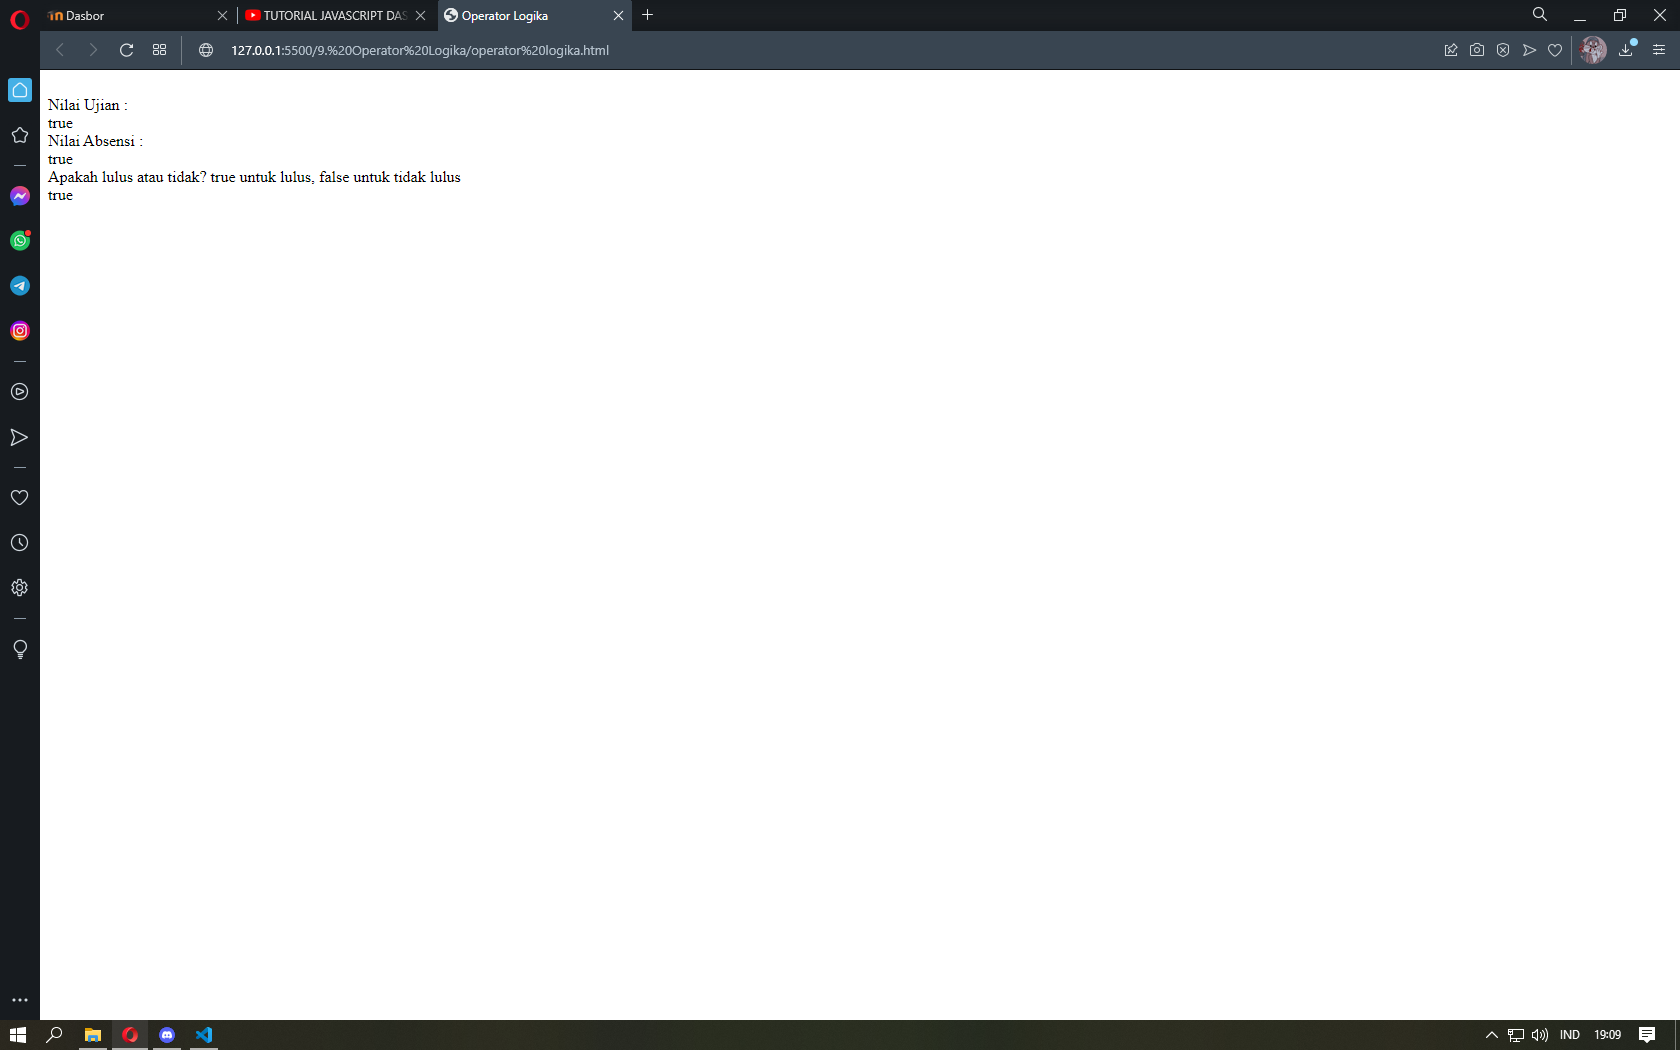 Dasbor
TUTORIAL JAVASCRIPT DAS
Operator Logika
127.0.0.1:5500/9.%20Operator%20Logika/operator%20logika.html
Nilai Ujian :
true
Nilai Absensi :
true
Apakah lulus atau tidak? true untuk lulus, false untuk tidak lulus
true
IND
19:09